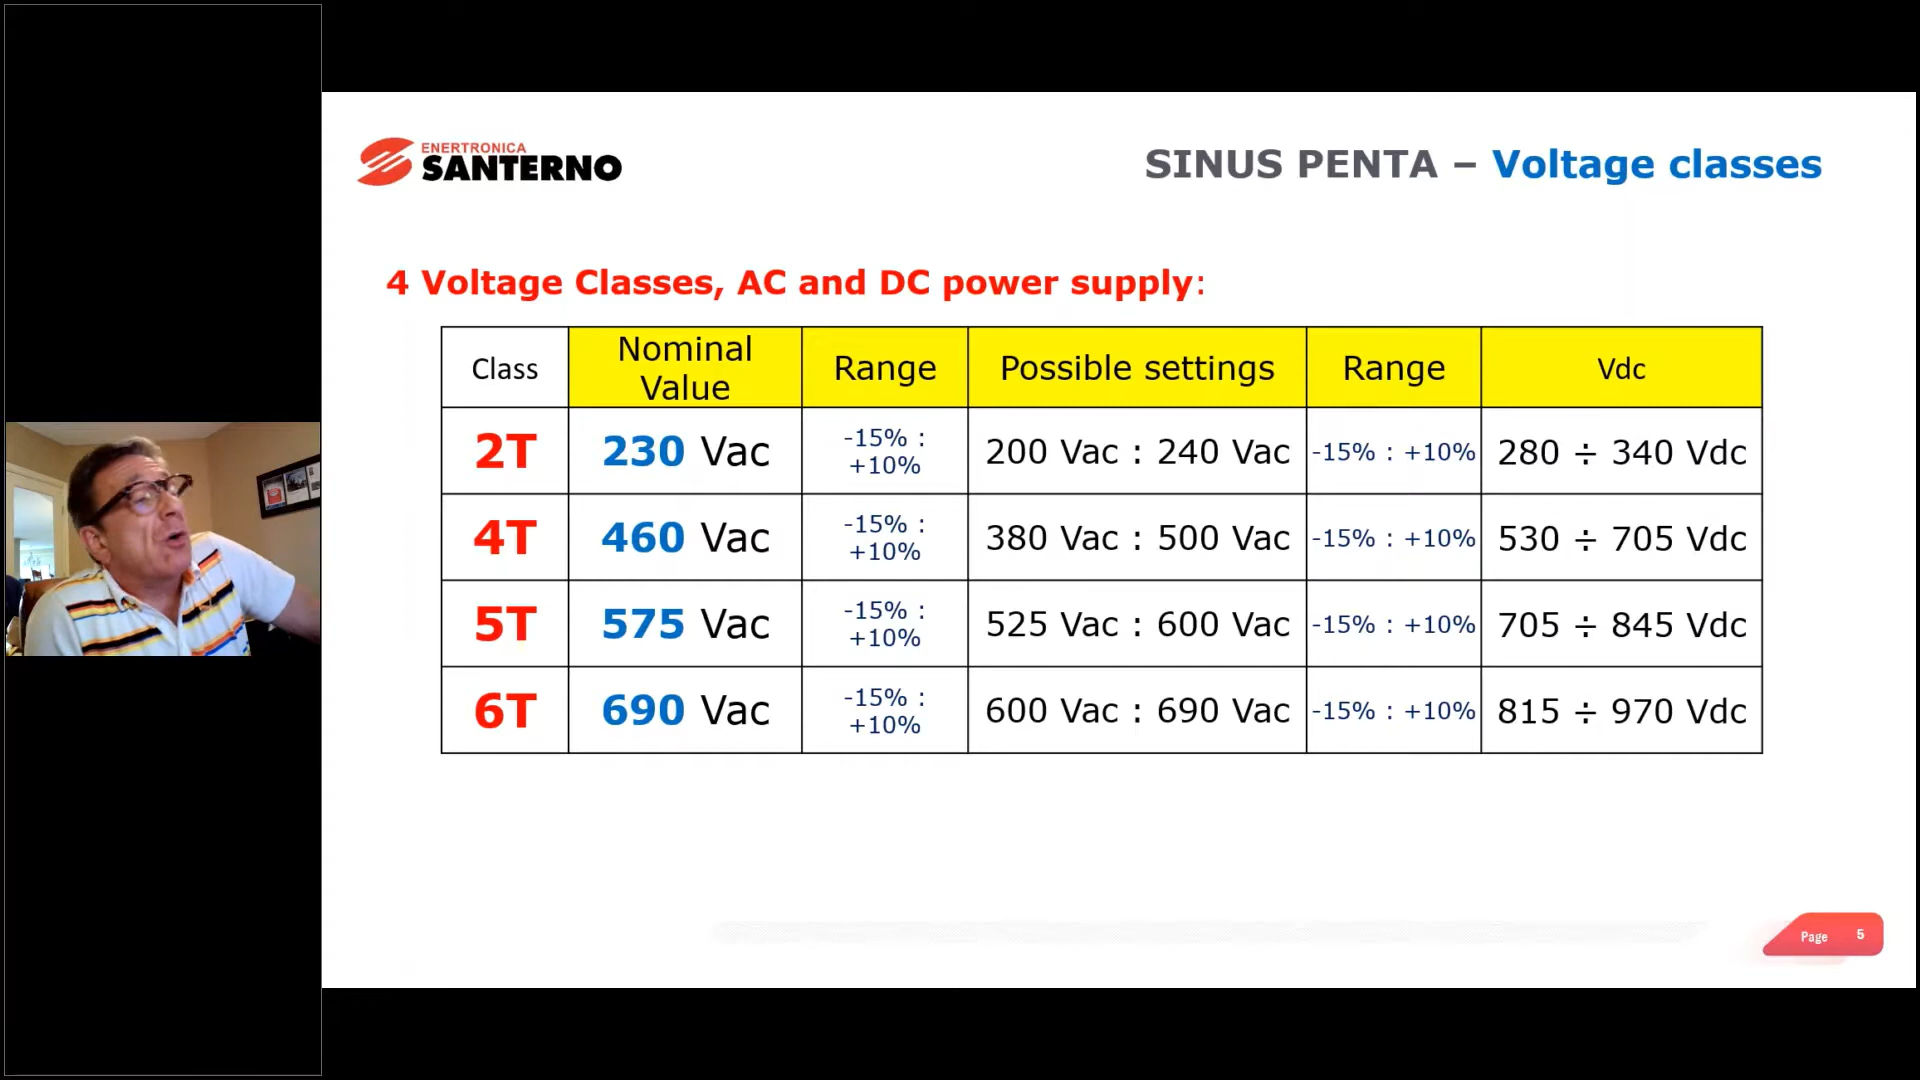 ENERTRONICA
SANTERNO
SINUS PENTA – Voltage classes
4 Voltage Classes, AC and DC power supply:
Class Nominal Value Range Possible settings Range Vdc
2T 230 Vac -15% : +10% 200 Vac : 240 Vac -15% : +10% 280 ÷ 340 Vdc
4T 460 Vac -15% : +10% 380 Vac : 500 Vac -15% : +10% 530 ÷ 705 Vdc
5T 575 Vac -15% : +10% 525 Vac : 600 Vac -15% : +10% 705 ÷ 845 Vdc
6T 690 Vac -15% : +10% 600 Vac : 690 Vac -15% : +10% 815 ÷ 970 Vdc
Page 5